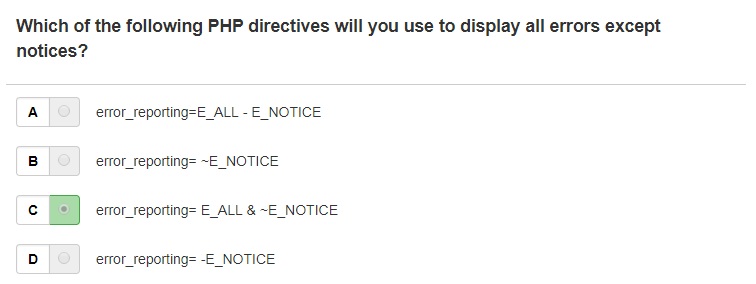 Which of the following PHP directives will you use to display all errors except
notices?
A error_reporting=E_ALL - E_NOTICE
B error_reporting= ~E_NOTICE
C error_reporting= E_ALL & ~E_NOTICE
D error_reporting= -E_NOTICE